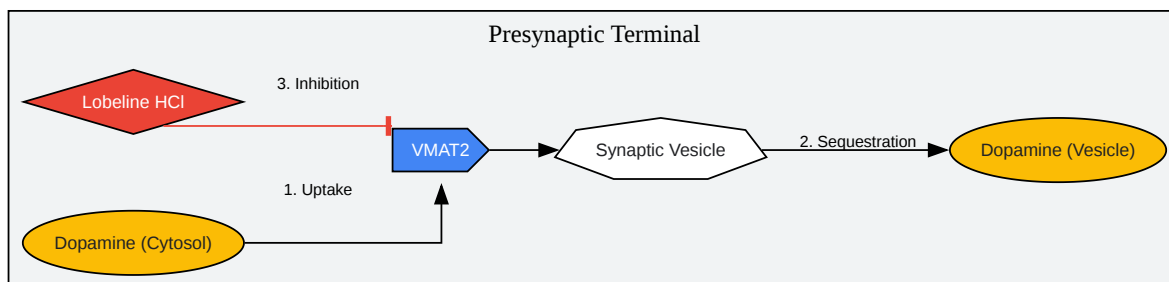 Presynaptic Terminal
3. Inhibition
Lobeline HCl
VMAT2
Synaptic Vesicle
2. Sequestration
Dopamine (Vesicle)
1. Uptake
Dopamine (Cytosol)